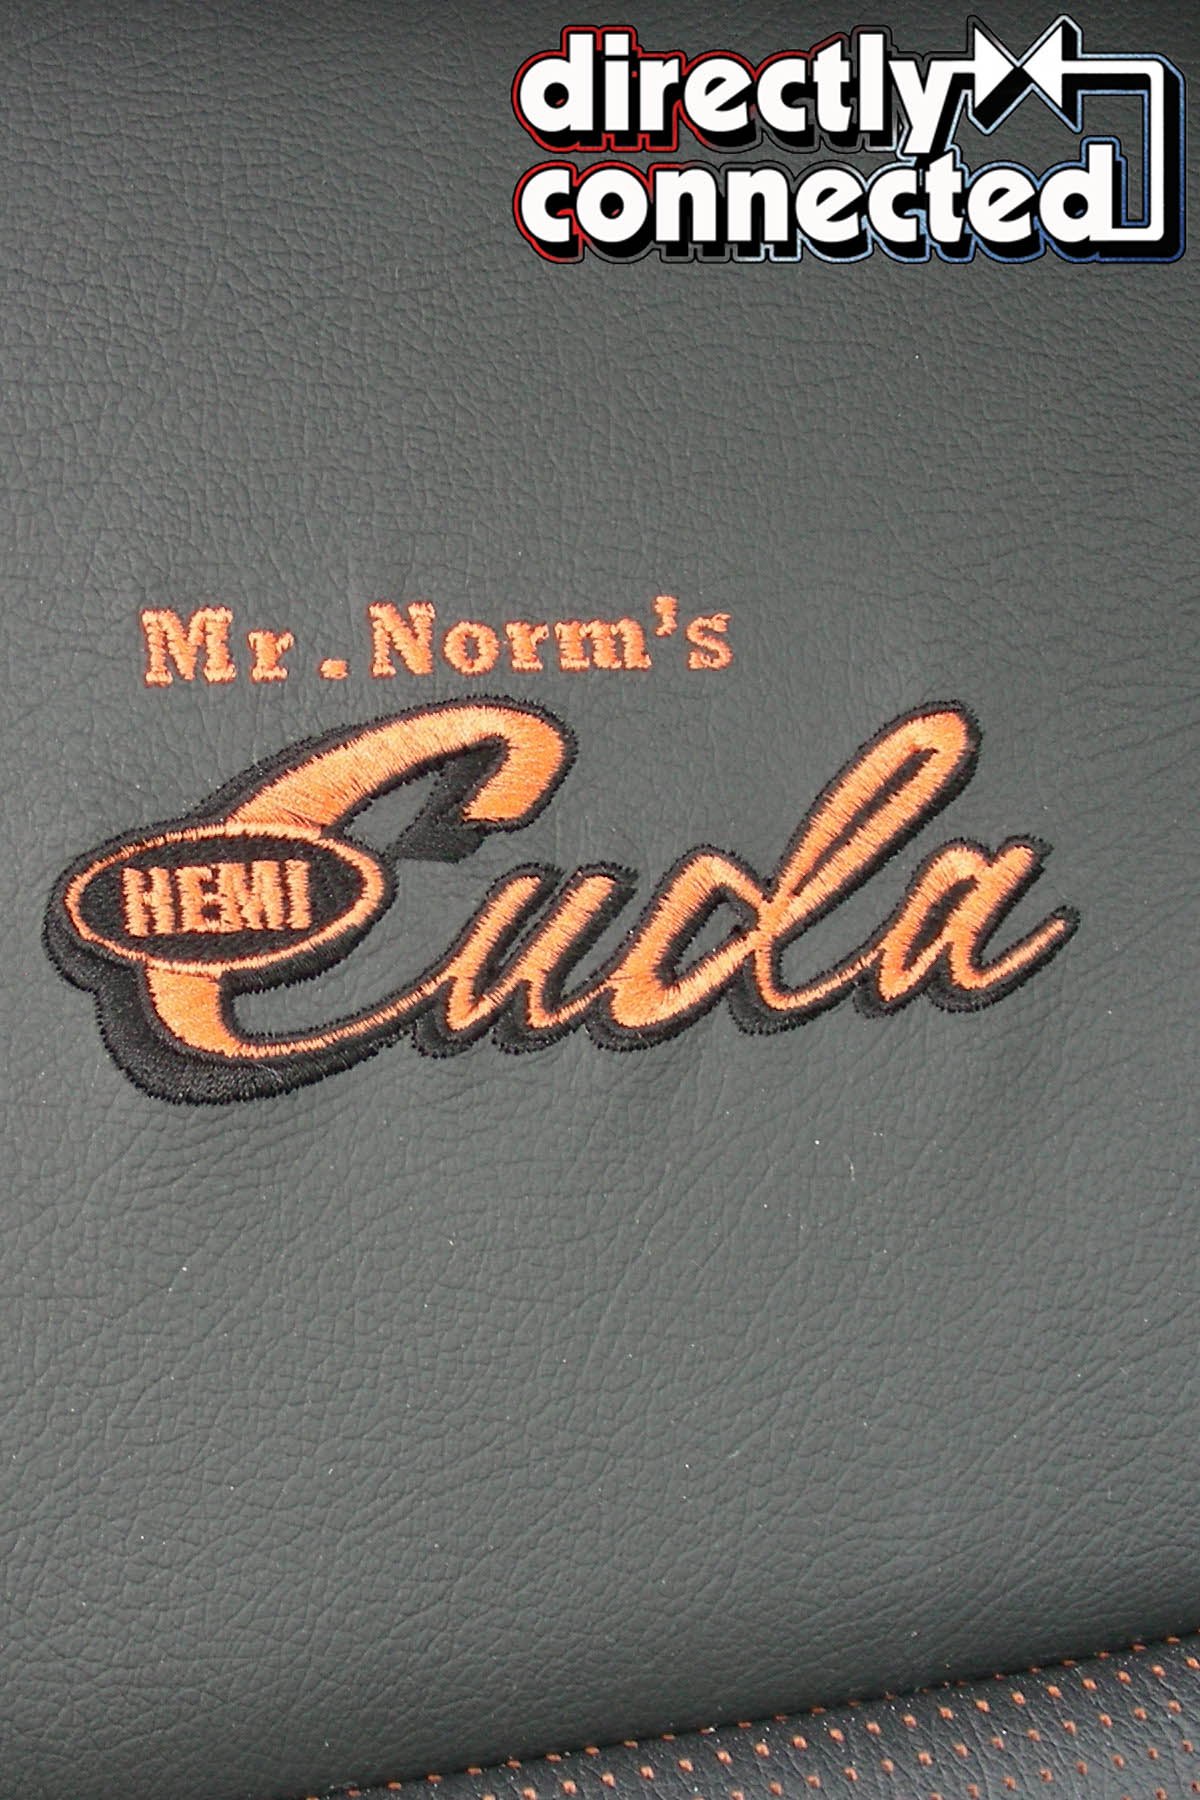 directly
connected
Mr. Norm's
HEMI
Cuda